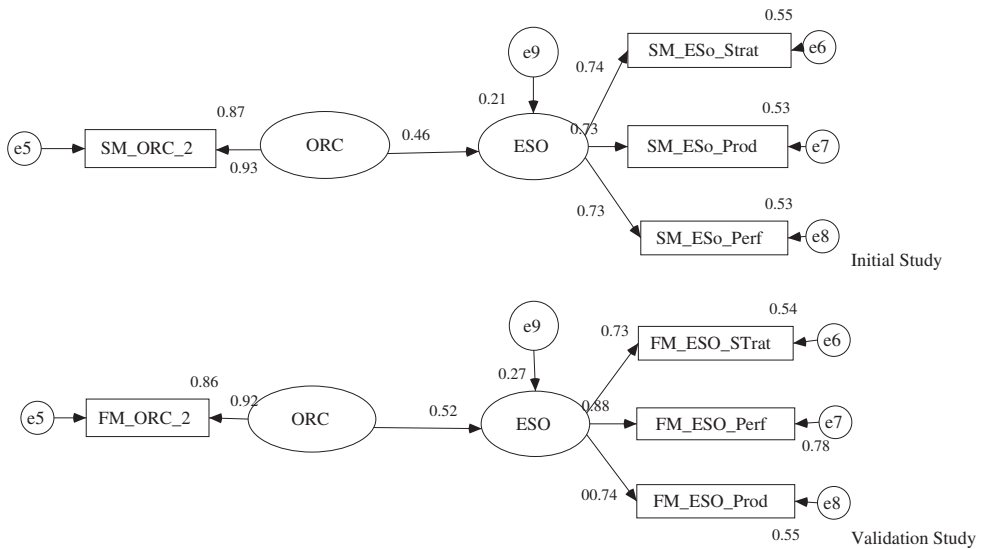 0.55
e9
SM_ESo_Strat
e6
0.74
0.21
0.87
0.53
e5
SM_ORC_2
ORC
0.46
ESO
0.73
SM_ESo_Prod
e7
0.93
0.73
0.53
SM_ESo_Perf
e8
Initial Study
0.54
e9
0.73
FM_ESO_STrat
e6
0.27
0.86
0.92
0.88
e5
FM_ORC_2
ORC
0.52
ESO
FM_ESO_Perf
e7
0.78
00.74
FM_ESO_Prod
e8
0.55
Validation Study